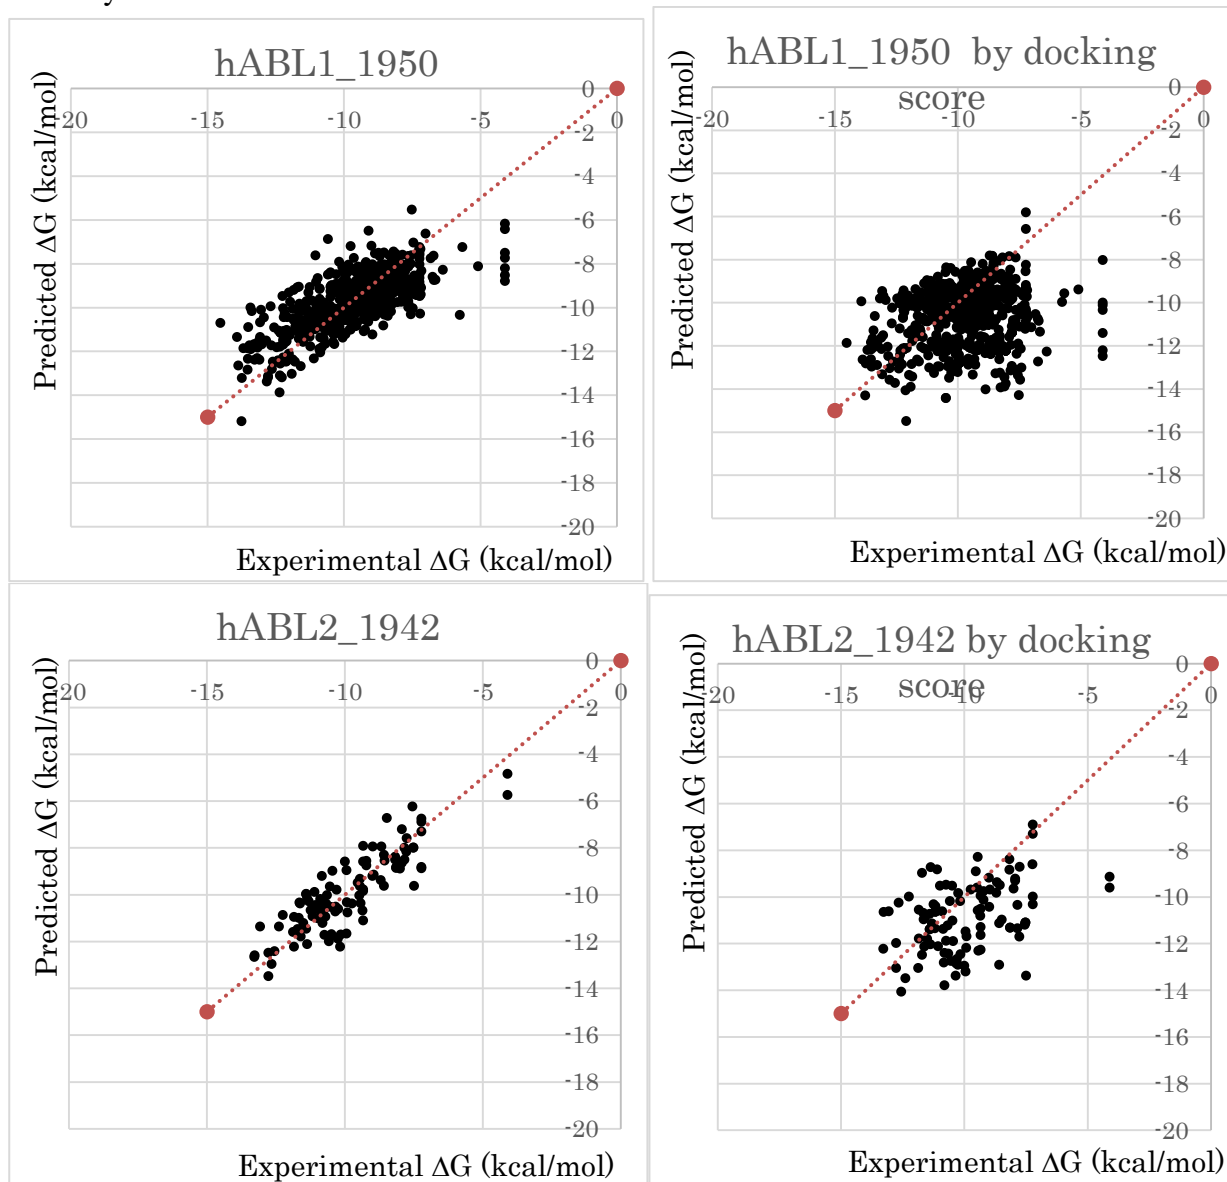 hABL1_1950
Predicted ΔG (kcal/mol)
-20 -15 -10 -5 0
0
-2
-4
-6
-8
-10
-12
-14
-16
-18
-20
Experimental ΔG (kcal/mol)
hABL1_1950 by docking
score
Predicted ΔG (kcal/mol)
-20 -15 -10 -5 0
0
-2
-4
-6
-8
-10
-12
-14
-16
-18
-20
Experimental ΔG (kcal/mol)
hABL2_1942
Predicted ΔG (kcal/mol)
-20 -15 -10 -5 0
0
-2
-4
-6
-8
-10
-12
-14
-16
-18
-20
Experimental ΔG (kcal/mol)
hABL2_1942 by docking
score
Predicted ΔG (kcal/mol)
-20 -15 -10 -5 0
0
-2
-4
-6
-8
-10
-12
-14
-16
-18
-20
Experimental ΔG (kcal/mol)